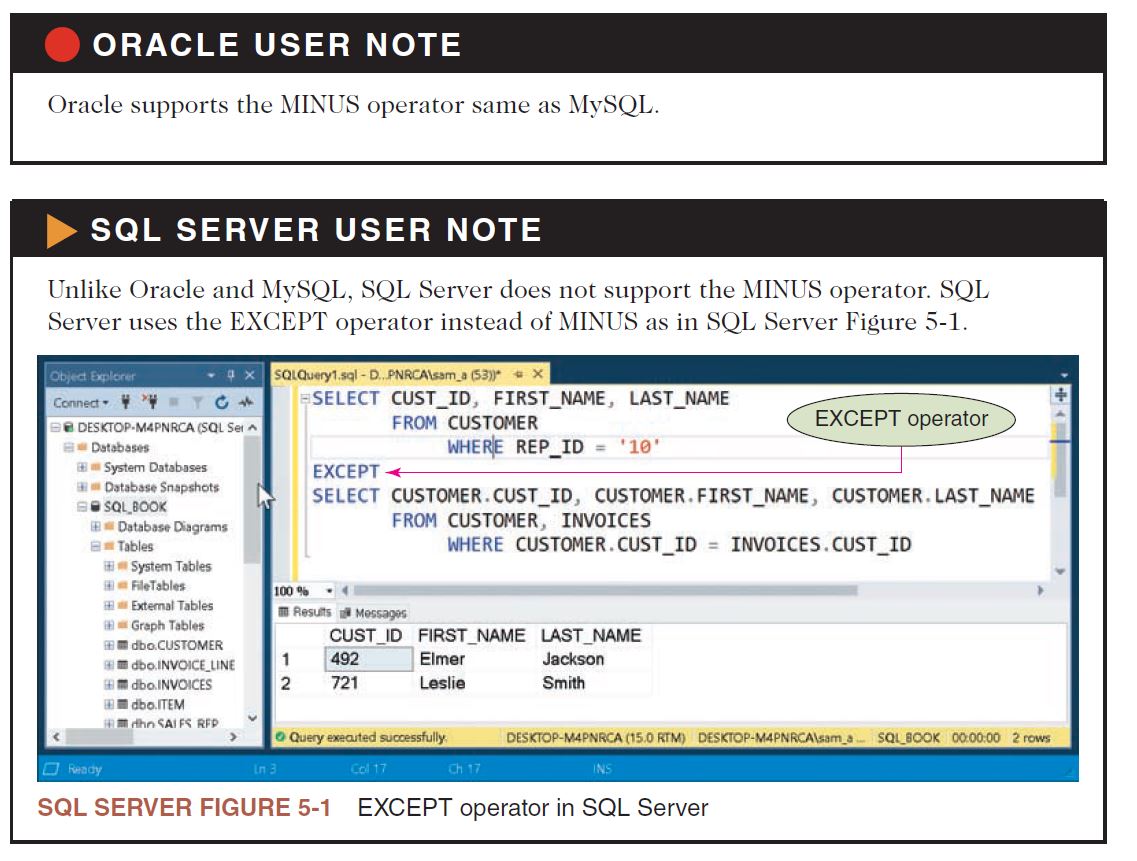 ORACLE USER NOTE
Oracle supports the MINUS operator same as MySQL.
SQL SERVER USER NOTE
Unlike Oracle and MySQL, SQL Server does not support the MINUS operator. SQL
Server uses the EXCEPT operator instead of MINUS as in SQL Server Figure 5-1.
Object Explorer
Connect
DESKTOP-M4PNRCA (SQL Ser
Databases
System Databases
Database Snapshots
SQL_BOOK
Database Diagrams
Tables
System Tables
FileTables
External Tables
Graph Tables
dbo.CUSTOMER
dbo.INVOICE_LINE
dbo.INVOICES
dbo.ITEM
dbo.SALES_REP
SQLQuery1.sql - D...PNRCA\sam_a (53))*
SELECT CUST_ID, FIRST_NAME, LAST_NAME
FROM CUSTOMER
WHERE REP_ID = '10'
EXCEPT
SELECT CUSTOMER.CUST_ID, CUSTOMER.FIRST_NAME, CUSTOMER.LAST_NAME
FROM CUSTOMER, INVOICES
WHERE CUSTOMER.CUST_ID = INVOICES.CUST_ID
EXCEPT operator
100 %
Results Messages
CUST_ID FIRST_NAME LAST_NAME
1 492 Elmer Jackson
2 721 Leslie Smith
Query executed successfully. DESKTOP-M4PNRCA (15.0 RTM) DESKTOP-M4PNRCA\sam_a ... SQL_BOOK 00:00:00 2 rows
Ready Ln 3 Col 17 Ch 17 INS
SQL SERVER FIGURE 5-1 EXCEPT operator in SQL Server